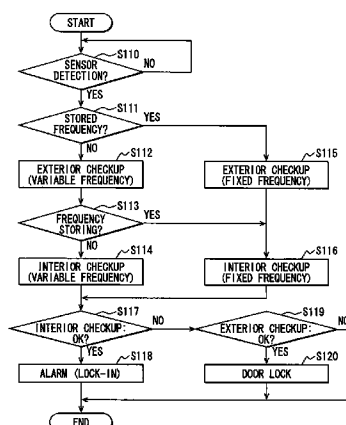 START
S110
SENSOR
DETECTION?
NO
YES
S111
STORED
FREQUENCY?
YES
NO
S112
EXTERIOR CHECKUP
(VARIABLE FREQUENCY)
S115
EXTERIOR CHECKUP
(FIXED FREQUENCY)
S113
FREQUENCY
STORING?
YES
NO
S114
INTERIOR CHECKUP
(VARIABLE FREQUENCY)
S116
INTERIOR CHECKUP
(FIXED FREQUENCY)
S117
INTERIOR CHECKUP:
OK?
NO
YES
S119
EXTERIOR CHECKUP:
OK?
NO
YES
S118
ALARM (LOCK-IN)
S120
DOOR LOCK
END